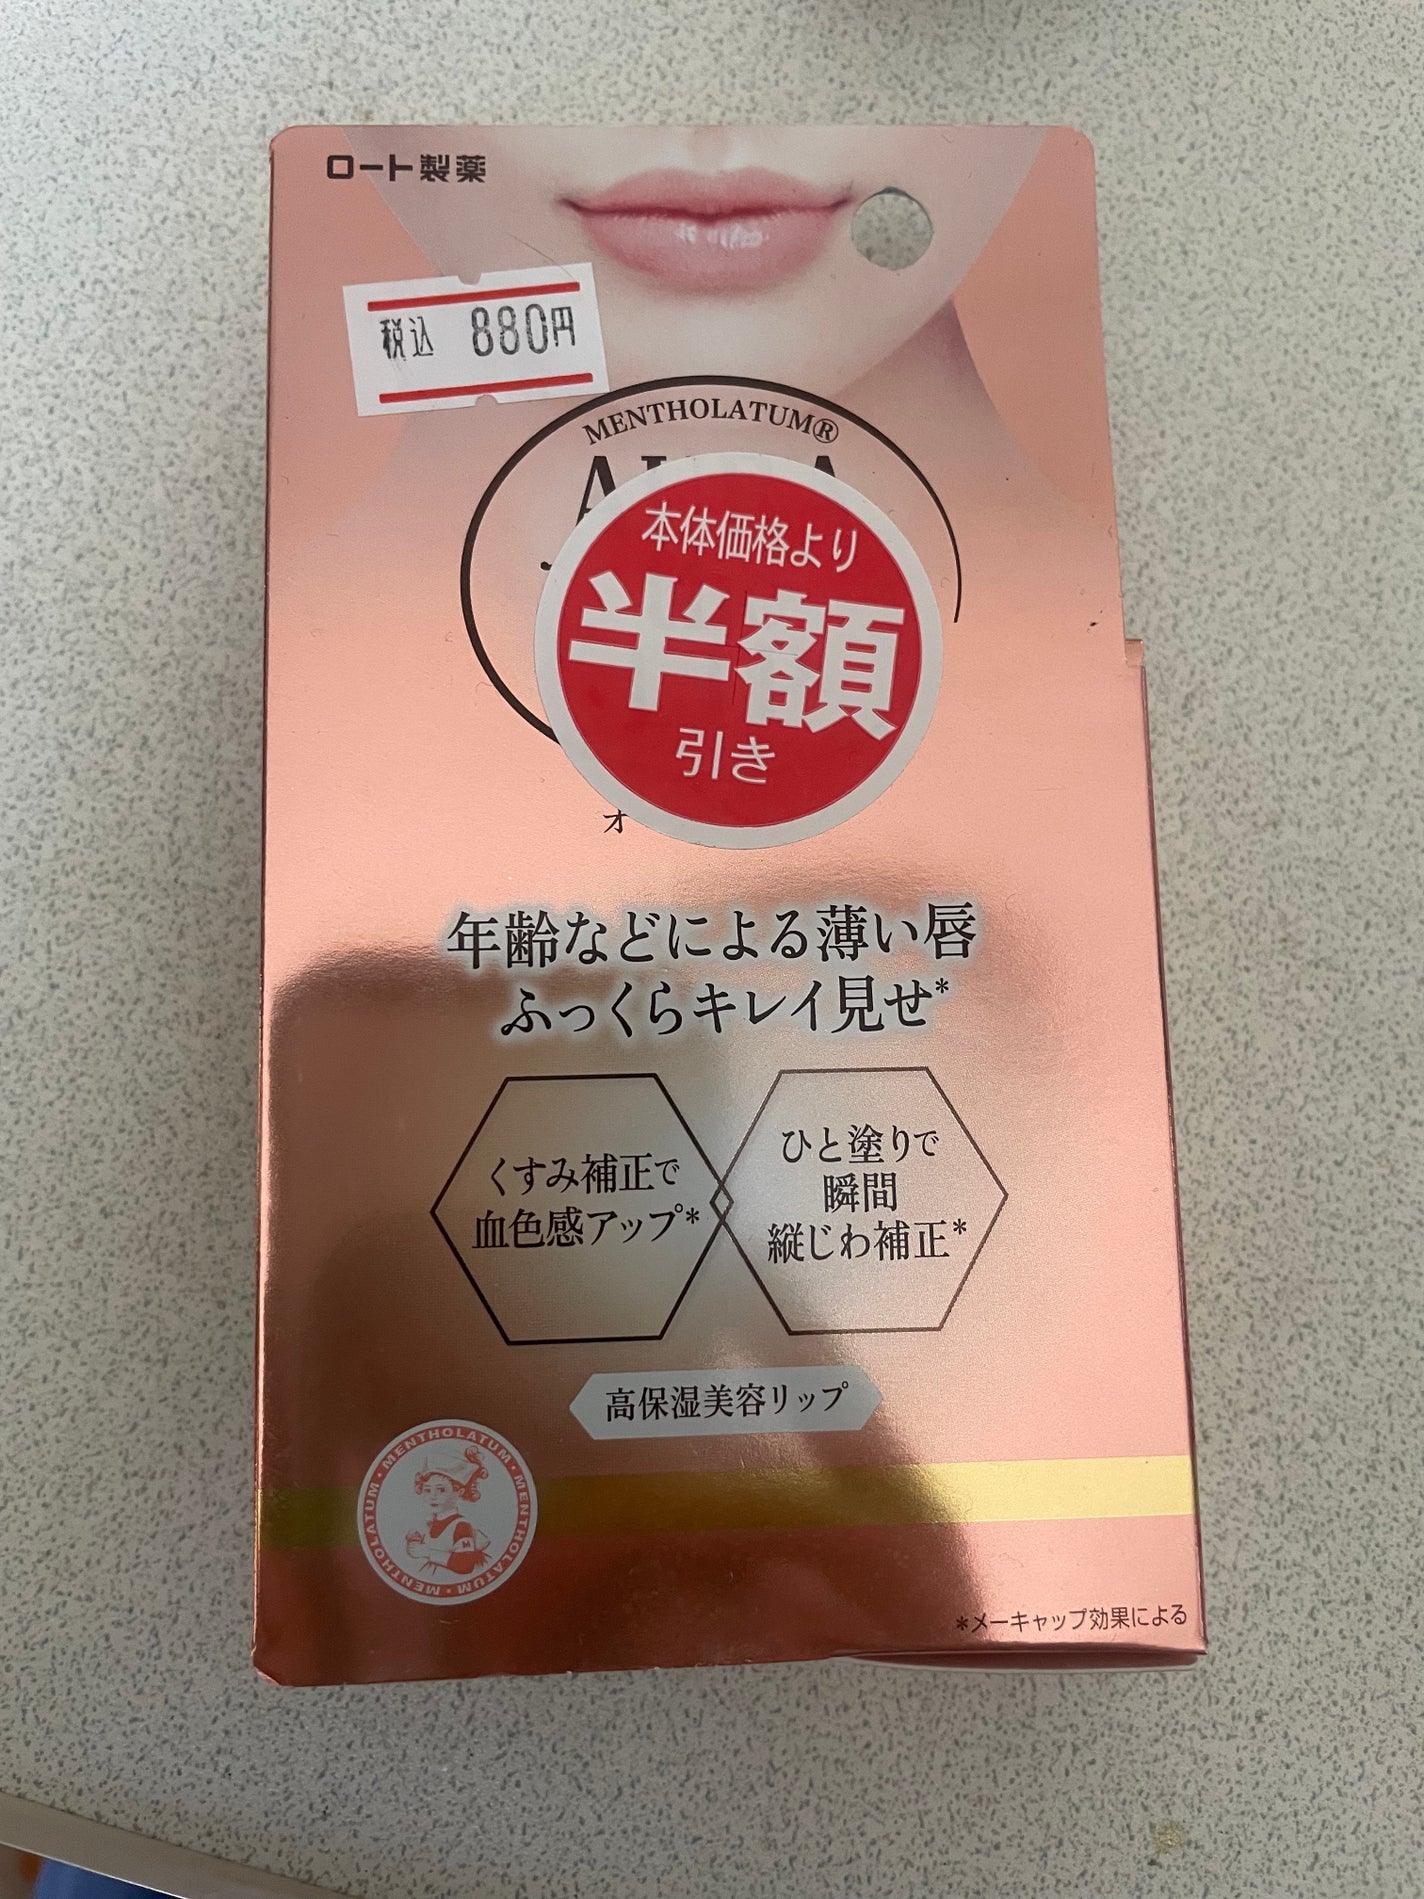 ロート製薬
税込 880円
MENTHOLATUM®
本体価格より
半額
引き
オ
年齢などによる薄い唇
ふっくらキレイ見せ*
くすみ補正で
血色感アップ*
ひと塗りで
瞬間
縦じわ補正*
高保湿美容リップ
MENTHOLATUM・MENTHOLATUM・MENTHOLATUM・MENTHOLATUM
*メーキャップ効果による